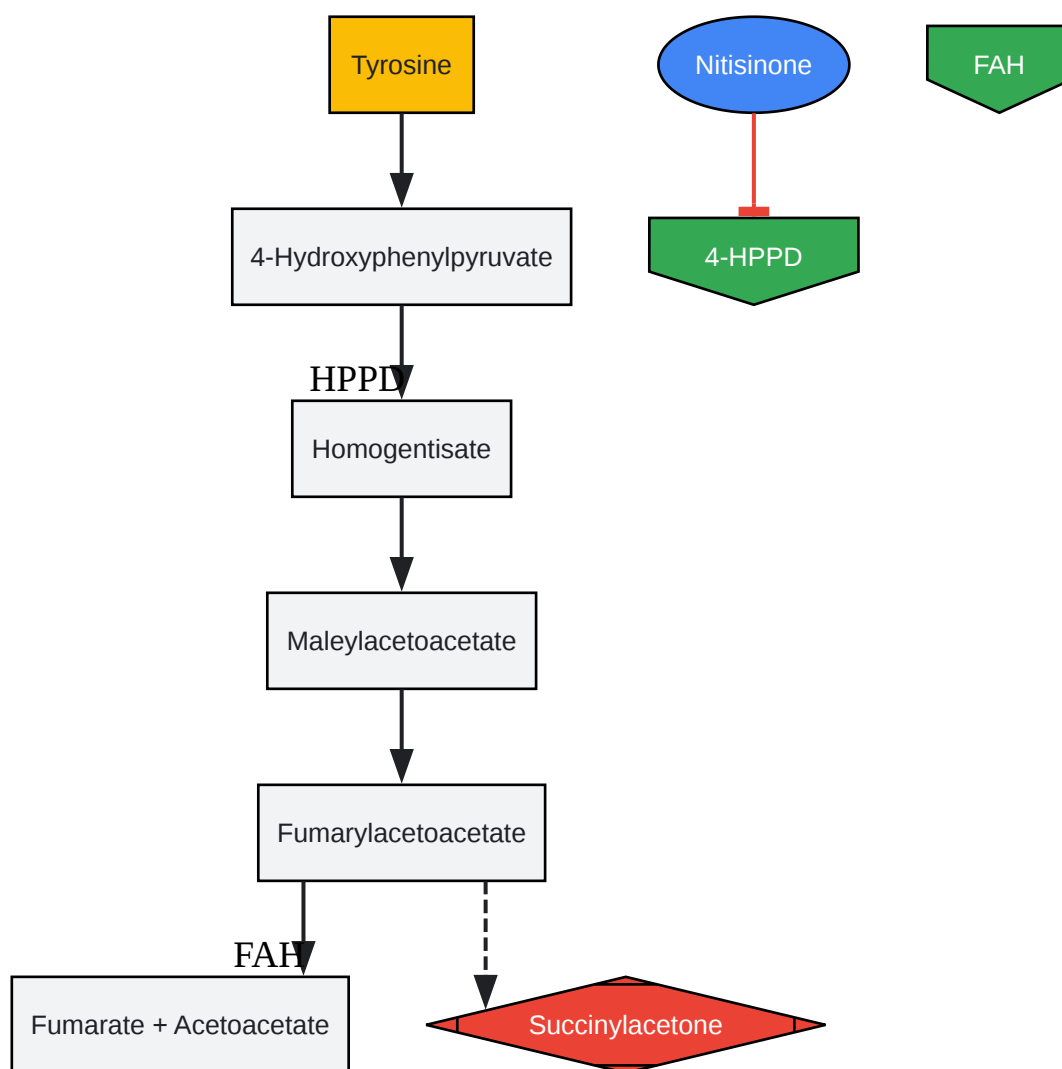 Tyrosine
Nitisinone
FAH
4-Hydroxyphenylpyruvate
4-HPPD
HPPD
Homogentisate
Maleylacetoacetate
Fumarylacetoacetate
FAH
Fumarate + Acetoacetate
Succinylacetone